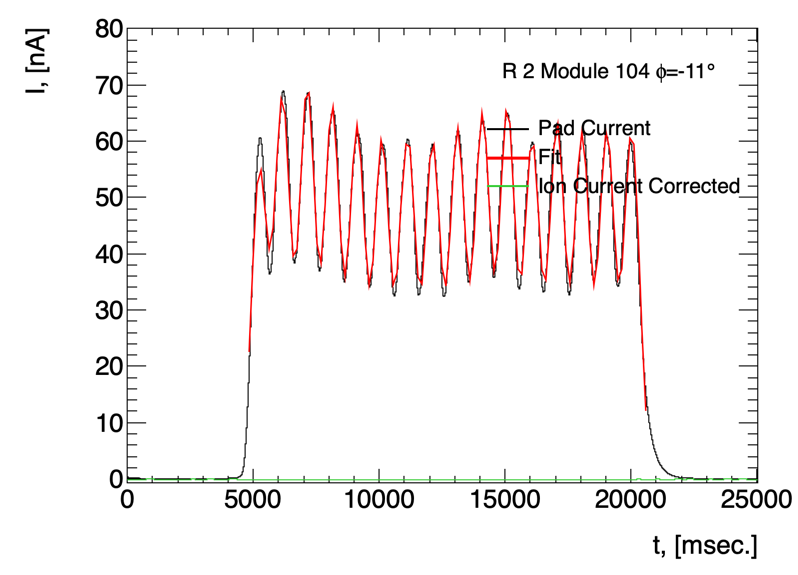 I, [nA]
80
70
60
50
40
30
20
10
0
R 2 Module 104 ϕ=-11°
Pad Current
Fit
Ion Current Corrected
0 5000 10000 15000 20000 25000
t, [msec.]